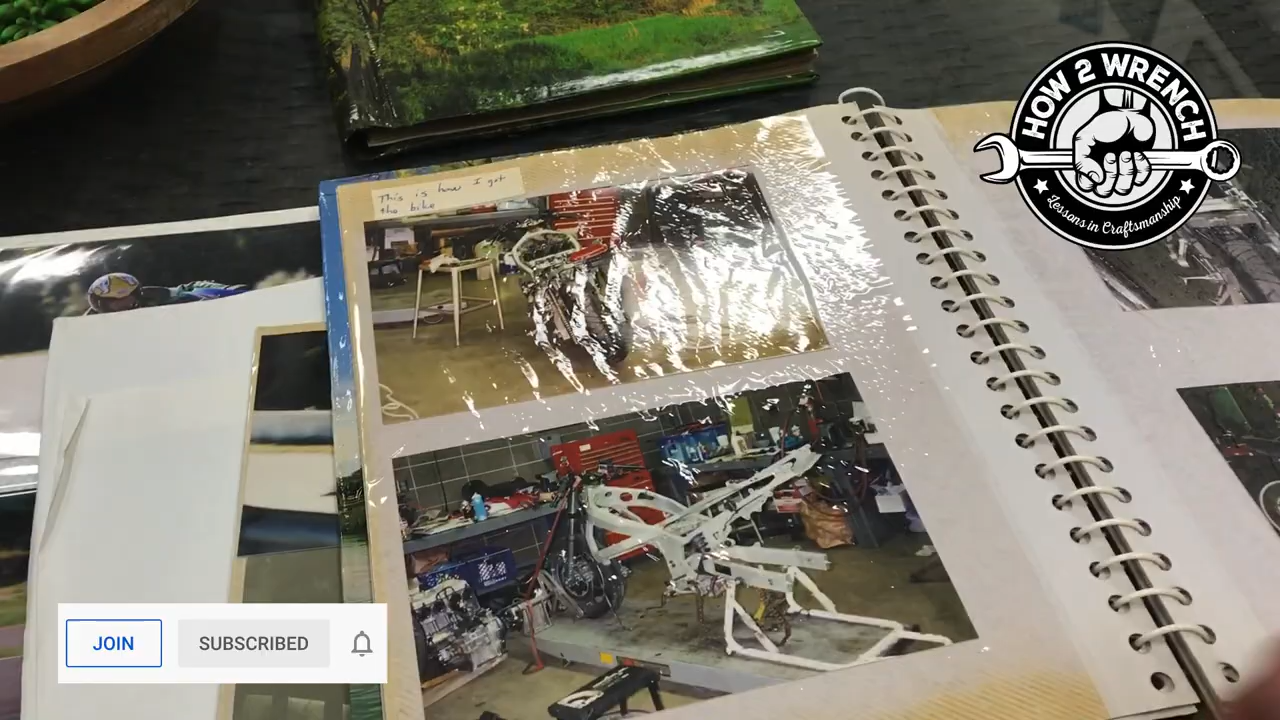 This is how I got
the bike
HOW 2 WRENCH
Lessons in Craftsmanship
JOIN
SUBSCRIBED